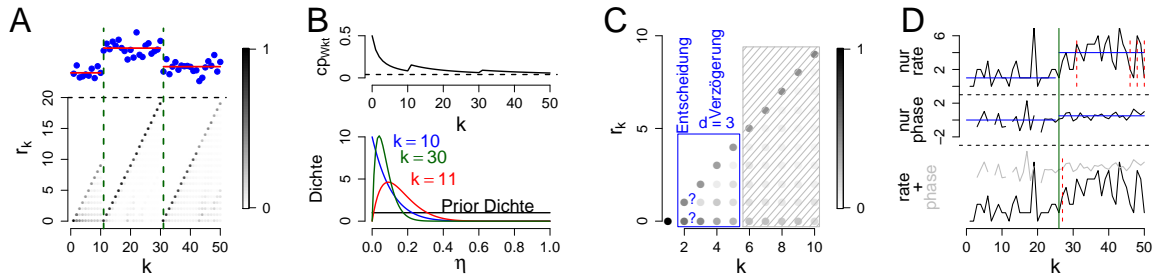 A
r_k
20
15
10
5
0
0 10 20 30 40 50
k
1
0
B
cp_Wkt
0.5
0
0 10 20 30 40 50
k
Dichte
10
5
0
k = 10
k = 30
k = 11
Prior Dichte
0.0 0.2 0.4 0.6 0.8 1.0
η
C
r_k
10
5
0
Entscheidung
d = 3
Verzögerung
?
?
2 4 6 8 10
k
1
0
D
nur rate
6
4
2
nur phase
2
−2
rate + phase
0 10 20 30 40 50
k